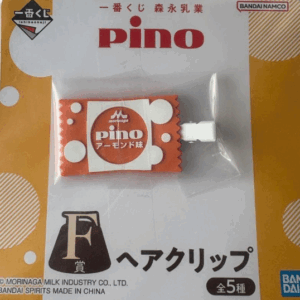 一番くじ
一番くじ 森永乳業
BANDAI NAMCO
pino
morinaga
pino
アーモンド味
F
賞
ヘアクリップ
全5種
© MORINAGA MILK INDUSTRY CO., LTD.
BANDAI SPIRITS MADE IN CHINA
BANDAI